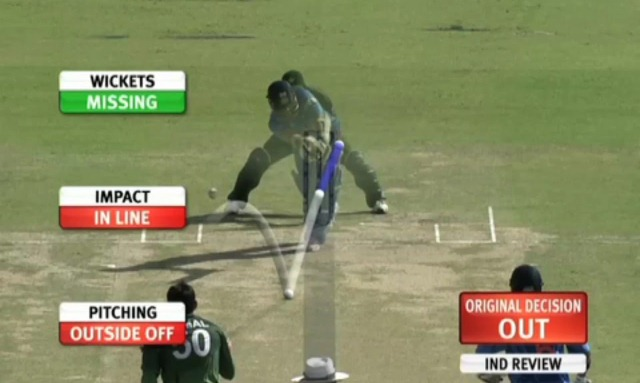 WICKETS
MISSING
IMPACT
IN LINE
PITCHING
OUTSIDE OFF
50
ORIGINAL DECISION
OUT
IND REVIEW